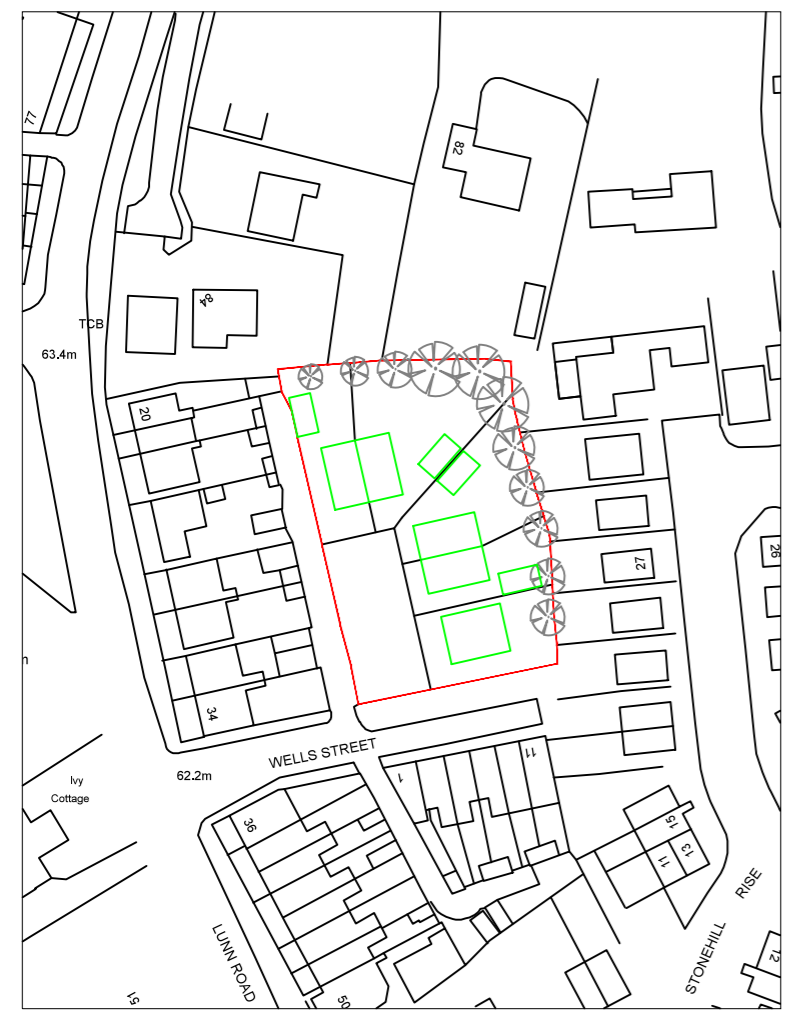 77
82
84
TCB
63.4m
20
27
26
34
WELLS STREET
11
1
62.2m
Ivy
Cottage
36
15
13
11
RISE
STONEHILL
LUNN ROAD
12
51
50